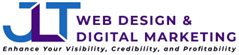 JLT
WEB DESIGN &
DIGITAL MARKETING
Enhance Your Visibility, Credibility, and Profitability